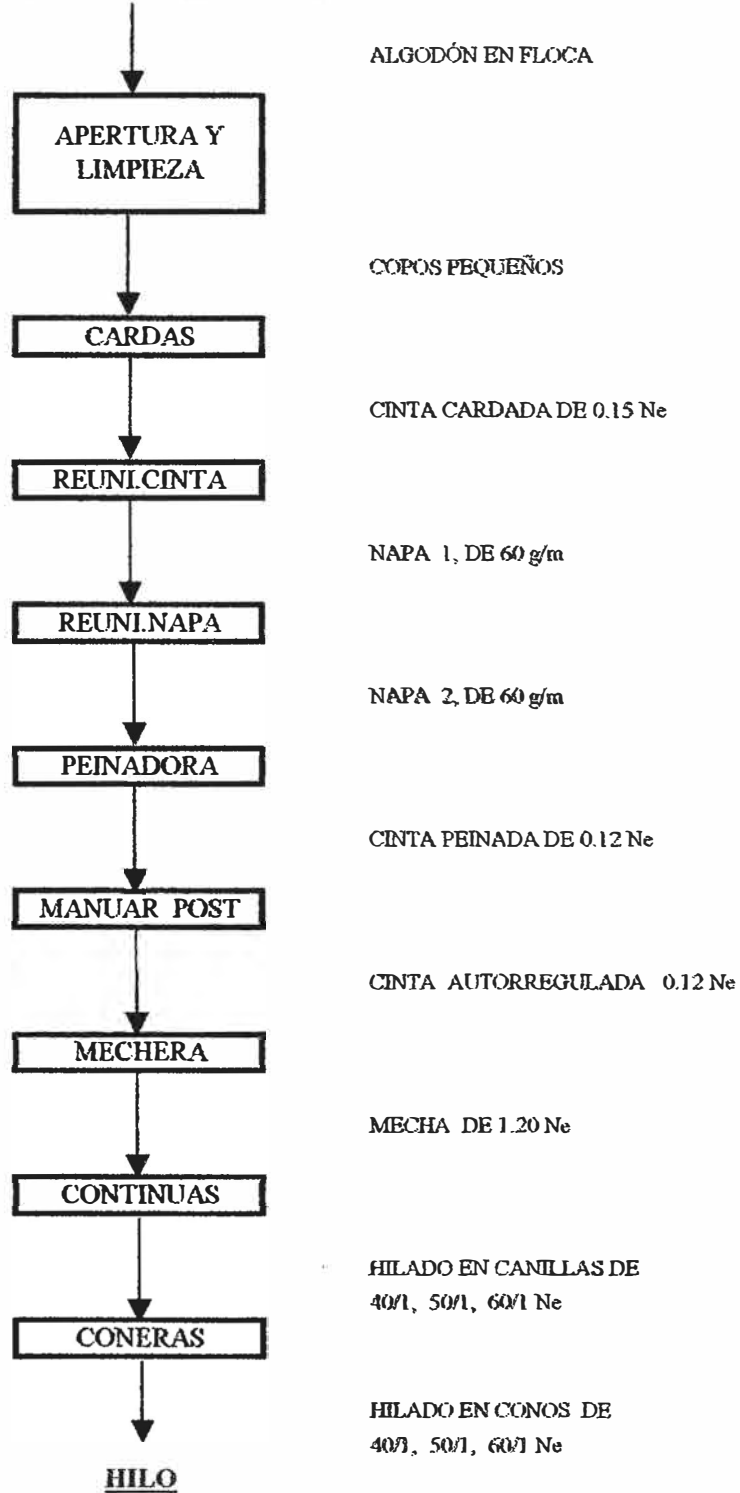 ALGODÓN EN FLOCA
APERTURA Y
LIMPIEZA
COPOS PEQUEÑOS
CARDAS
CINTA CARDADA DE 0.15 Ne
REUNI.CINTA
NAPA 1, DE 60 g/m
REUNI.NAPA
NAPA 2, DE 60 g/m
PEINADORA
CINTA PEINADA DE 0.12 Ne
MANUAR POST
CINTA AUTORREGULADA 0.12 Ne
MECHERA
MECHA DE 1.20 Ne
CONTINUAS
HILADO EN CANILLAS DE
40/1, 50/1, 60/1 Ne
CONERAS
HILADO EN CONOS DE
40/1, 50/1, 60/1 Ne
HILO